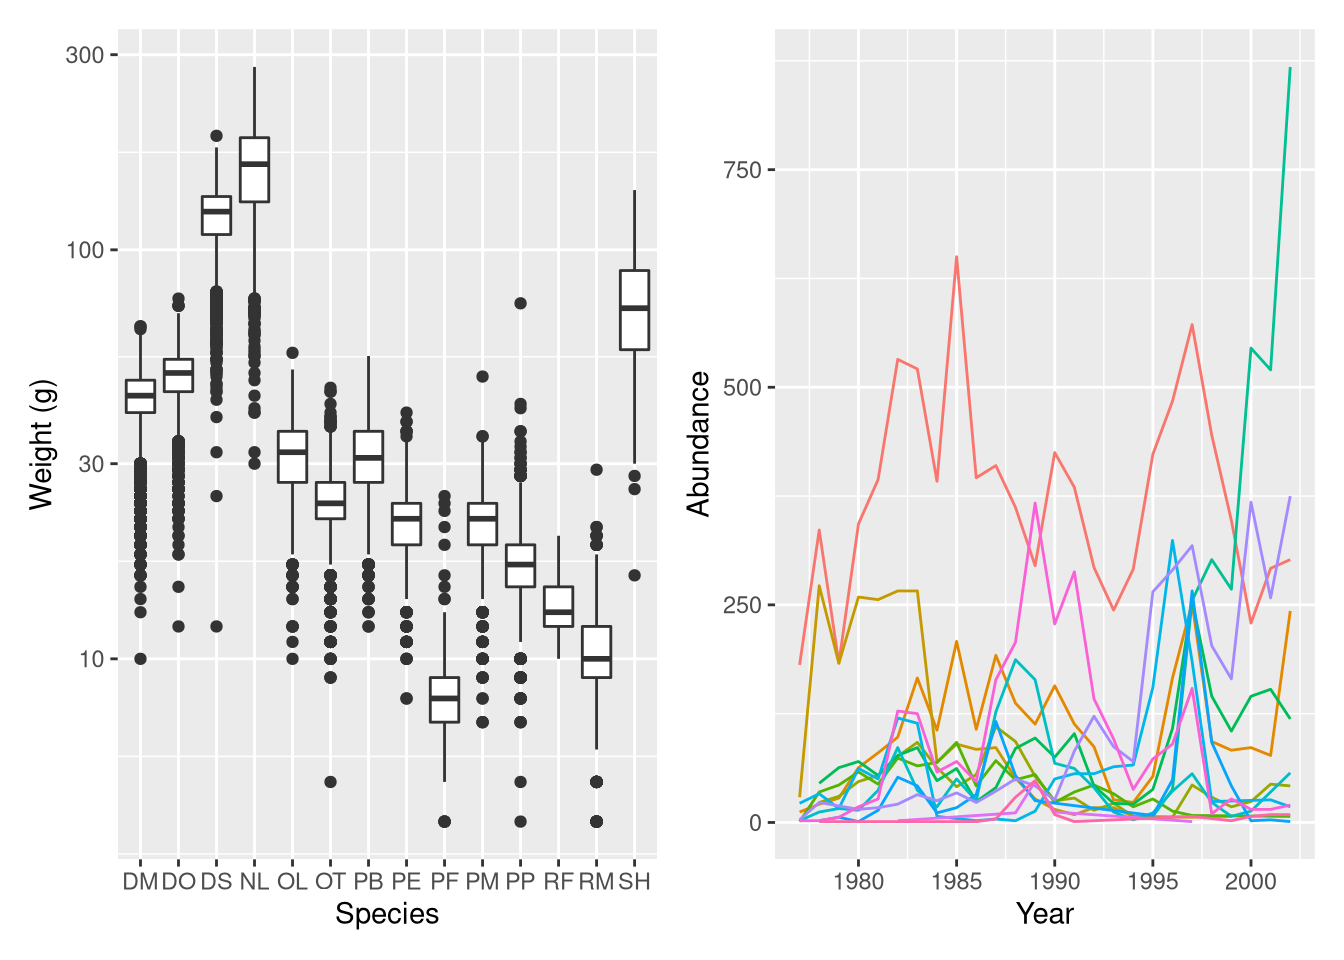 300
100
30
10
Weight (g)
DM DO DS NL OL OT PB PE PF PM PP RF RM SH
Species
750
500
250
0
Abundance
1980 1985 1990 1995 2000
Year